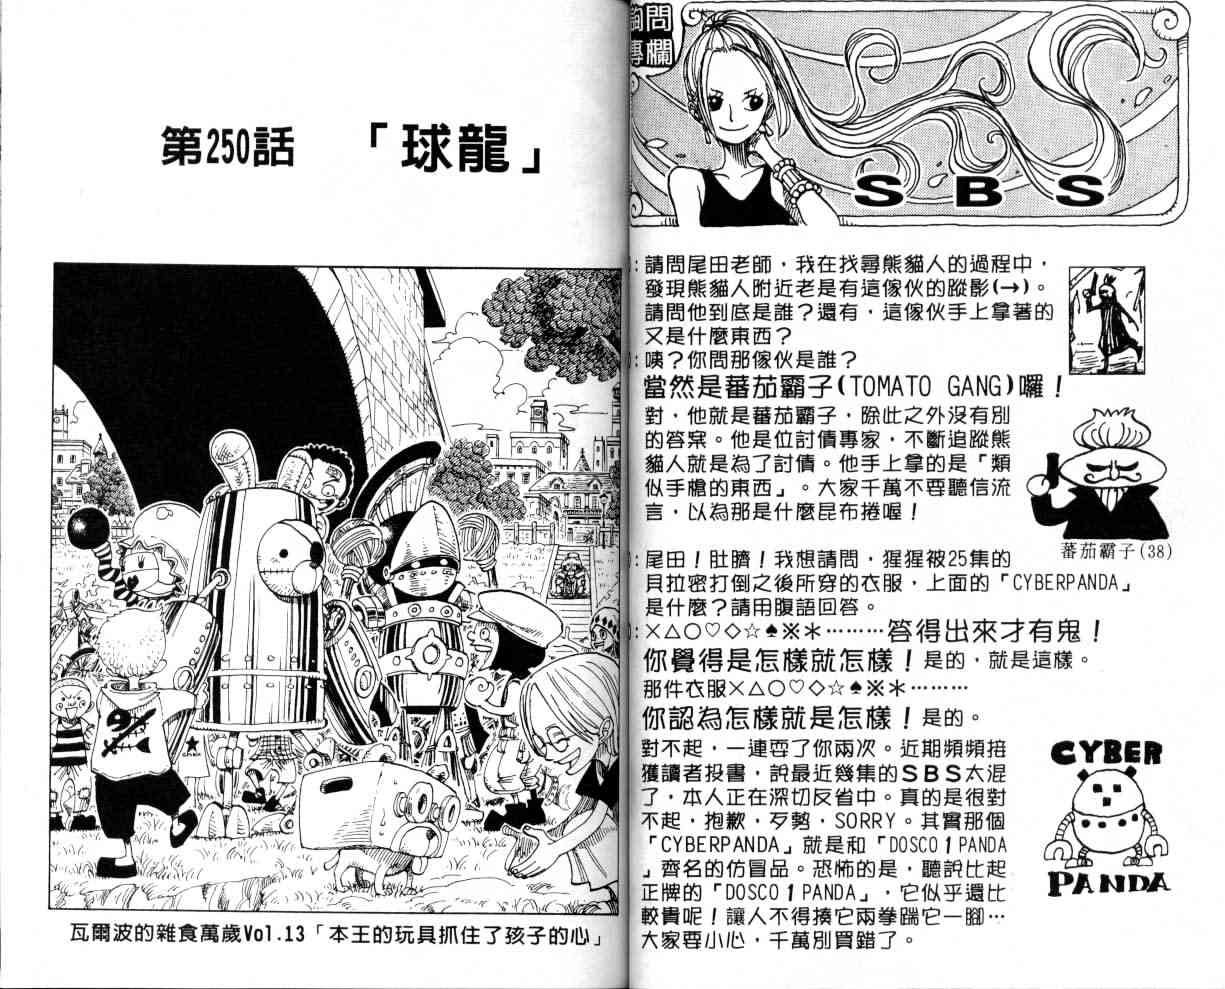 第250話 「球龍」
瓦爾波的雜食萬歲Vol.13「本王的玩具抓住了孩子的心」
問
專欄
SBS
:請問尾田老師，我在找尋熊貓人的過程中，
發現熊貓人附近老是有這傢伙的蹤影(→)。
請問他到底是誰？還有，這傢伙手上拿著的
又是什麼東西？
:咦？你問那傢伙是誰？
當然是蕃茄霸子(TOMATO GANG)囉！
對，他就是蕃茄霸子，除此之外沒有別
的答案。他是位討債專家，不斷追蹤熊
貓人就是為了討債。他手上拿的是「類
似手槍的東西」。大家千萬不要聽信流
言，以為那是什麼昆布捲喔！
蕃茄霸子(38)
:尾田！肚臍！我想請問，猩猩被25集的
貝拉密打倒之後所穿的衣服，上面的「CYBERPANDA」
是什麼？請用腹語回答。
:×△○♡◇☆♠※＊………答得出來才有鬼！
你覺得是怎樣就怎樣！是的，就是這樣。
那件衣服×△○♡◇☆♠※＊………
你認為怎樣就是怎樣！是的。
對不起，一連耍了你兩次。近期頻頻接
獲讀者投書，說最近幾集的SBS太混
了，本人正在深切反省中。真的是很對
不起，抱歉，歹勢，SORRY。其實那個
「CYBERPANDA」就是和「DOSCO1PANDA
」齊名的仿冒品。恐怖的是，聽說比起
正牌的「DOSCO1PANDA」，它似乎還比
較貴呢！讓人不得揍它兩拳踹它一腳…
大家要小心，千萬別買錯了。
CYBER
PANDA